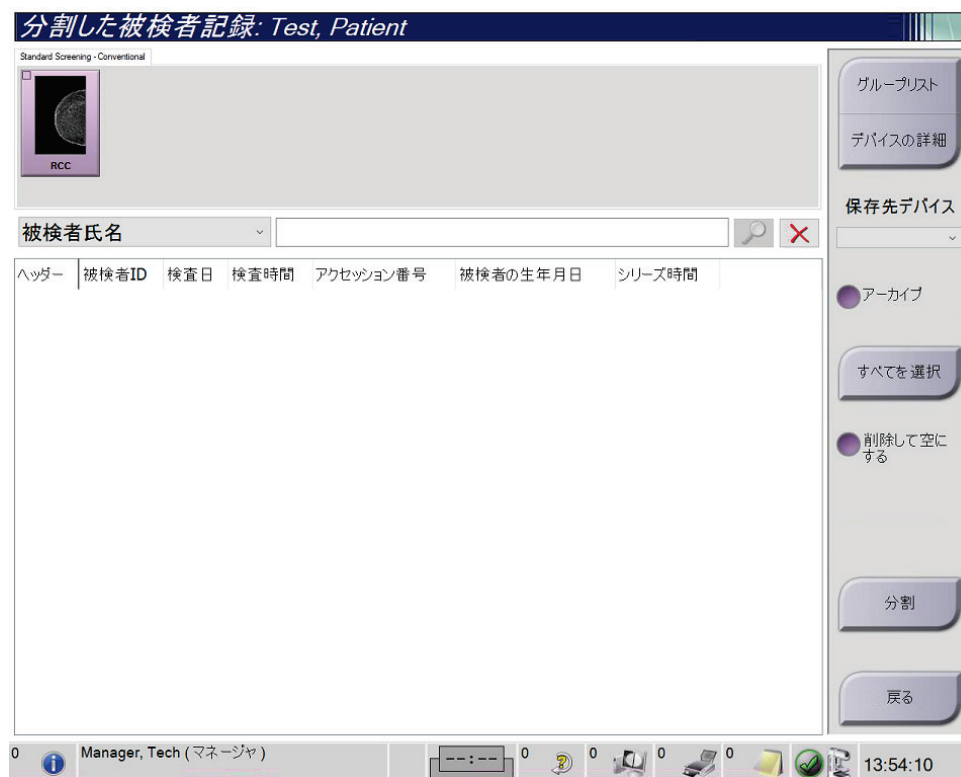 分割した被検者記録: Test, Patient
Standard Screening - Conventional
RCC
被検者氏名
ヘッダー 被検者ID 検査日 検査時間 アクセッション番号 被検者の生年月日 シリーズ時間
グループリスト
デバイスの詳細
保存先デバイス
アーカイブ
すべてを選択
削除して空に
する
分割
戻る
0 Manager, Tech (マネージャ) --:-- 0 0 0 0 13:54:10